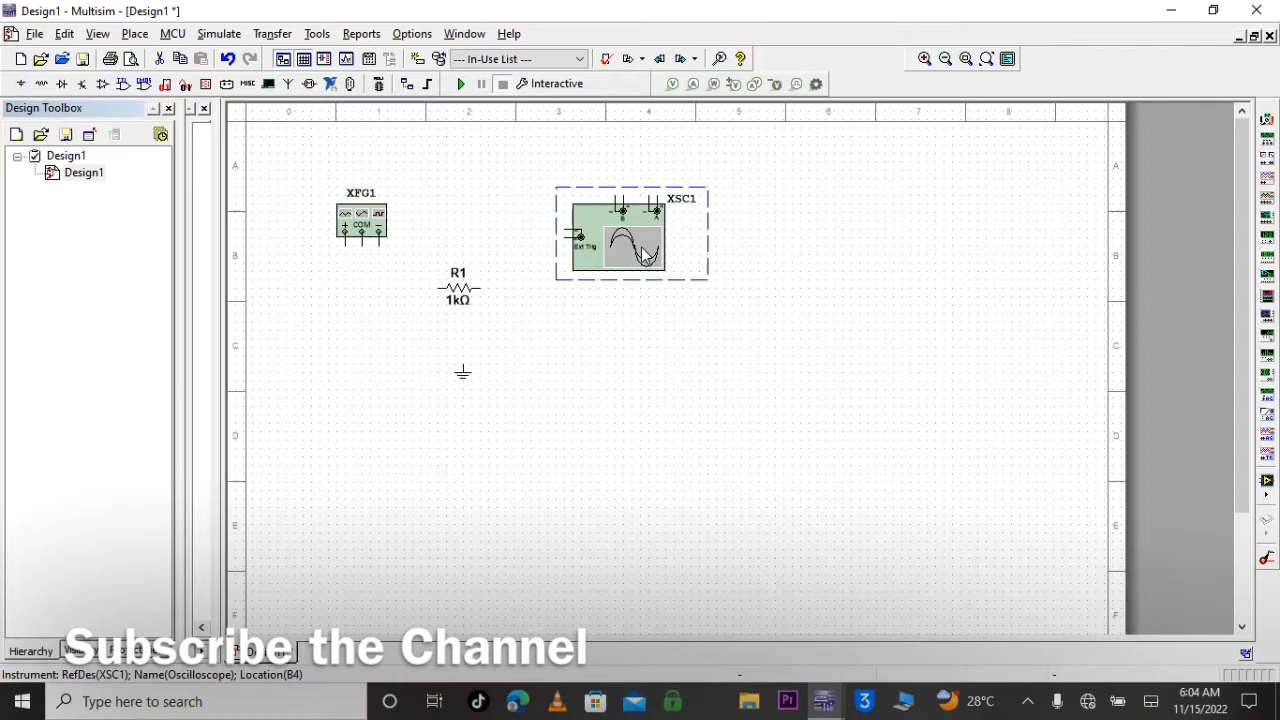 Design1 - Multisim - [Design1 *]
File Edit View Place MCU Simulate Transfer Tools Reports Options Window Help
--- In-Use List ---
Interactive
Design Toolbox
Design1
Design1
0 1 2 3 4 5 6 7 8
A A
B B
C C
D D
E E
F F
XFG1
COM
XSC1
Ext Trig
B A
R1
1kΩ
Hierarchy
Subscribe the Channel
Instrument: RefDes(XSC1); Name(Oscilloscope); Location(B4)
Type here to search
28°C
6:04 AM
11/15/2022